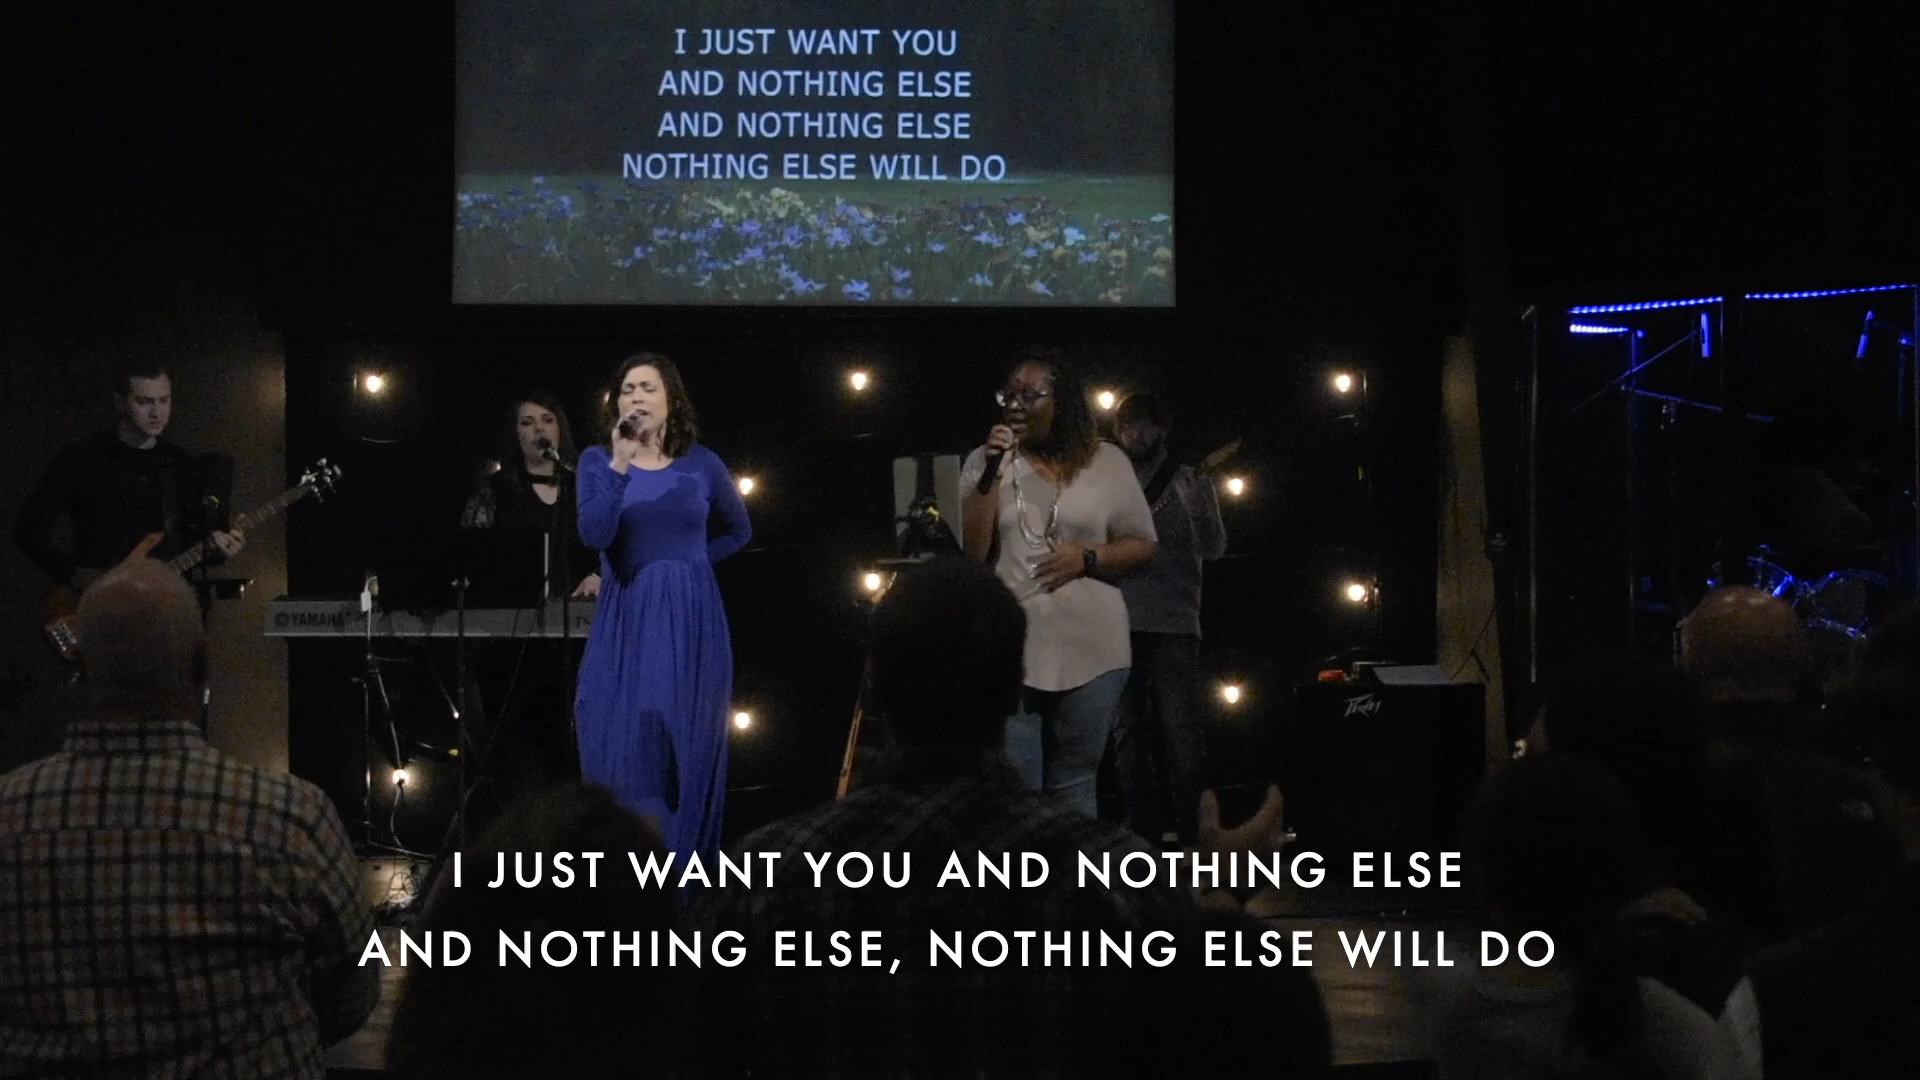 I JUST WANT YOU
AND NOTHING ELSE
AND NOTHING ELSE
NOTHING ELSE WILL DO
YAMAHA
PEAVEY
I JUST WANT YOU AND NOTHING ELSE
AND NOTHING ELSE, NOTHING ELSE WILL DO